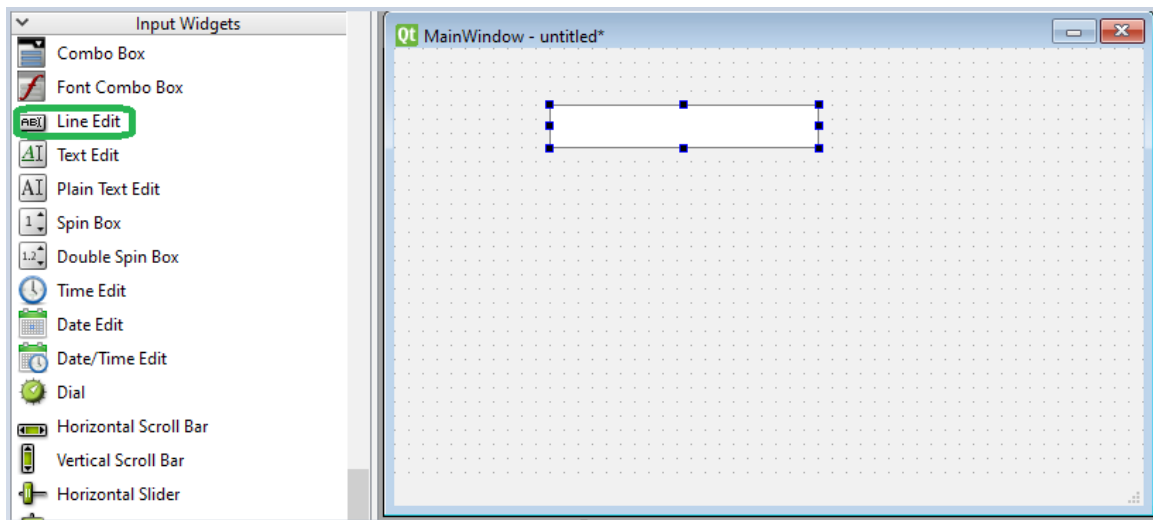 Input Widgets
Combo Box
Font Combo Box
Line Edit
Text Edit
Plain Text Edit
Spin Box
Double Spin Box
Time Edit
Date Edit
Date/Time Edit
Dial
Horizontal Scroll Bar
Vertical Scroll Bar
Horizontal Slider
Qt MainWindow - untitled*